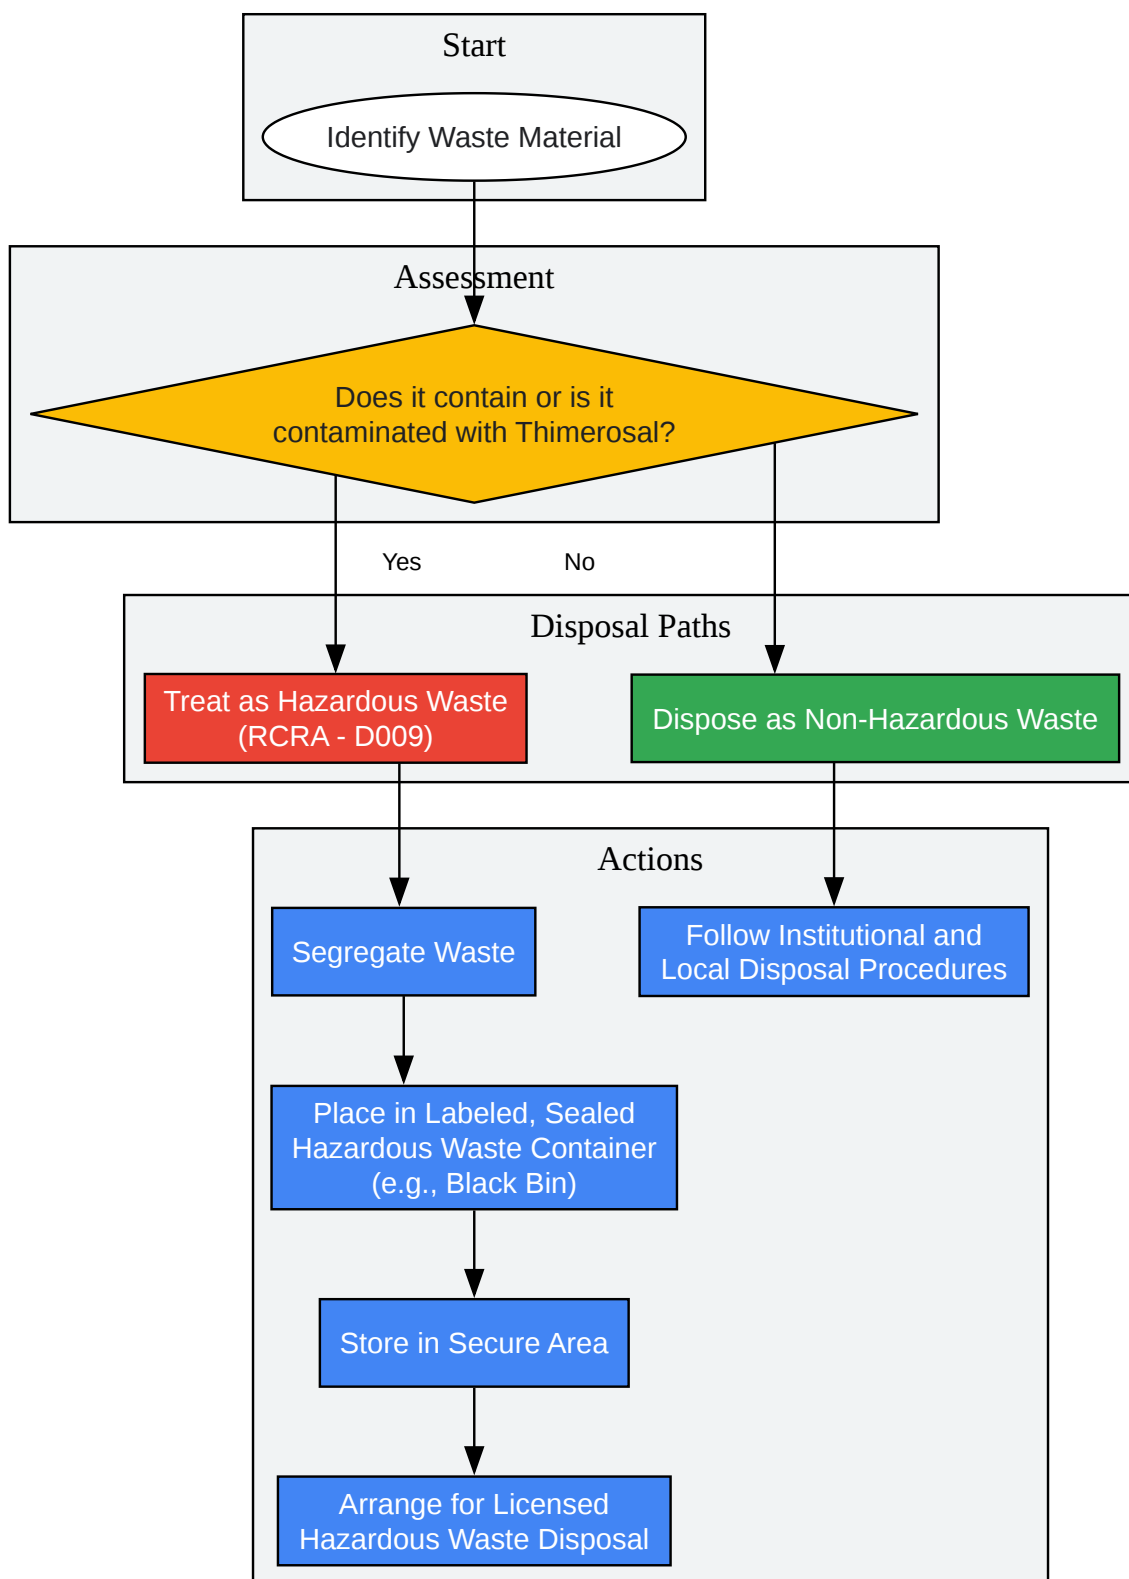 Start
Identify Waste Material
Assessment
Does it contain or is it
contaminated with Thimerosal?
Yes
No
Disposal Paths
Treat as Hazardous Waste
(RCRA - D009)
Dispose as Non-Hazardous Waste
Actions
Segregate Waste
Follow Institutional and
Local Disposal Procedures
Place in Labeled, Sealed
Hazardous Waste Container
(e.g., Black Bin)
Store in Secure Area
Arrange for Licensed
Hazardous Waste Disposal